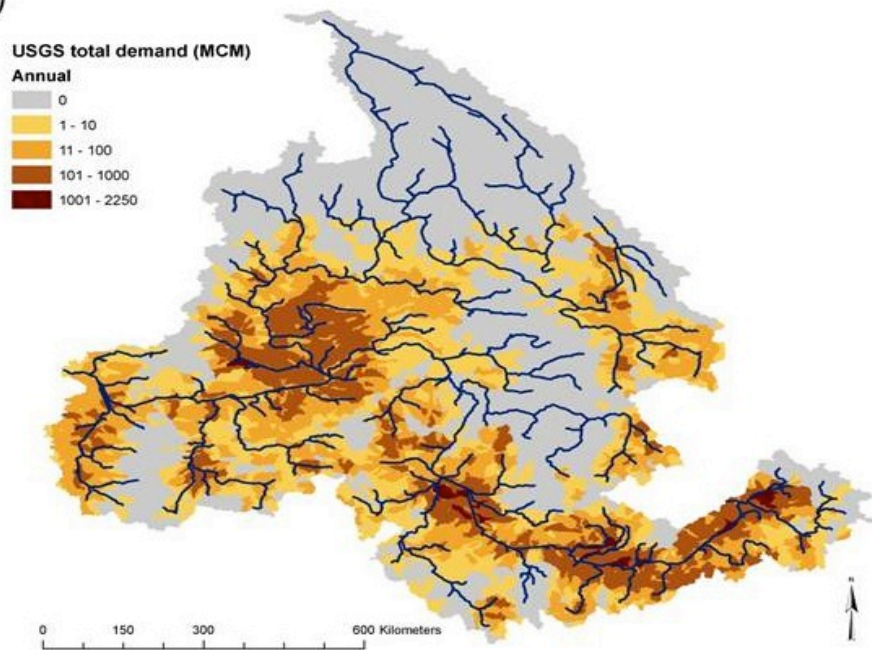 )
USGS total demand (MCM)
Annual
0
1 - 10
11 - 100
101 - 1000
1001 - 2250
N
0 150 300 600 Kilometers